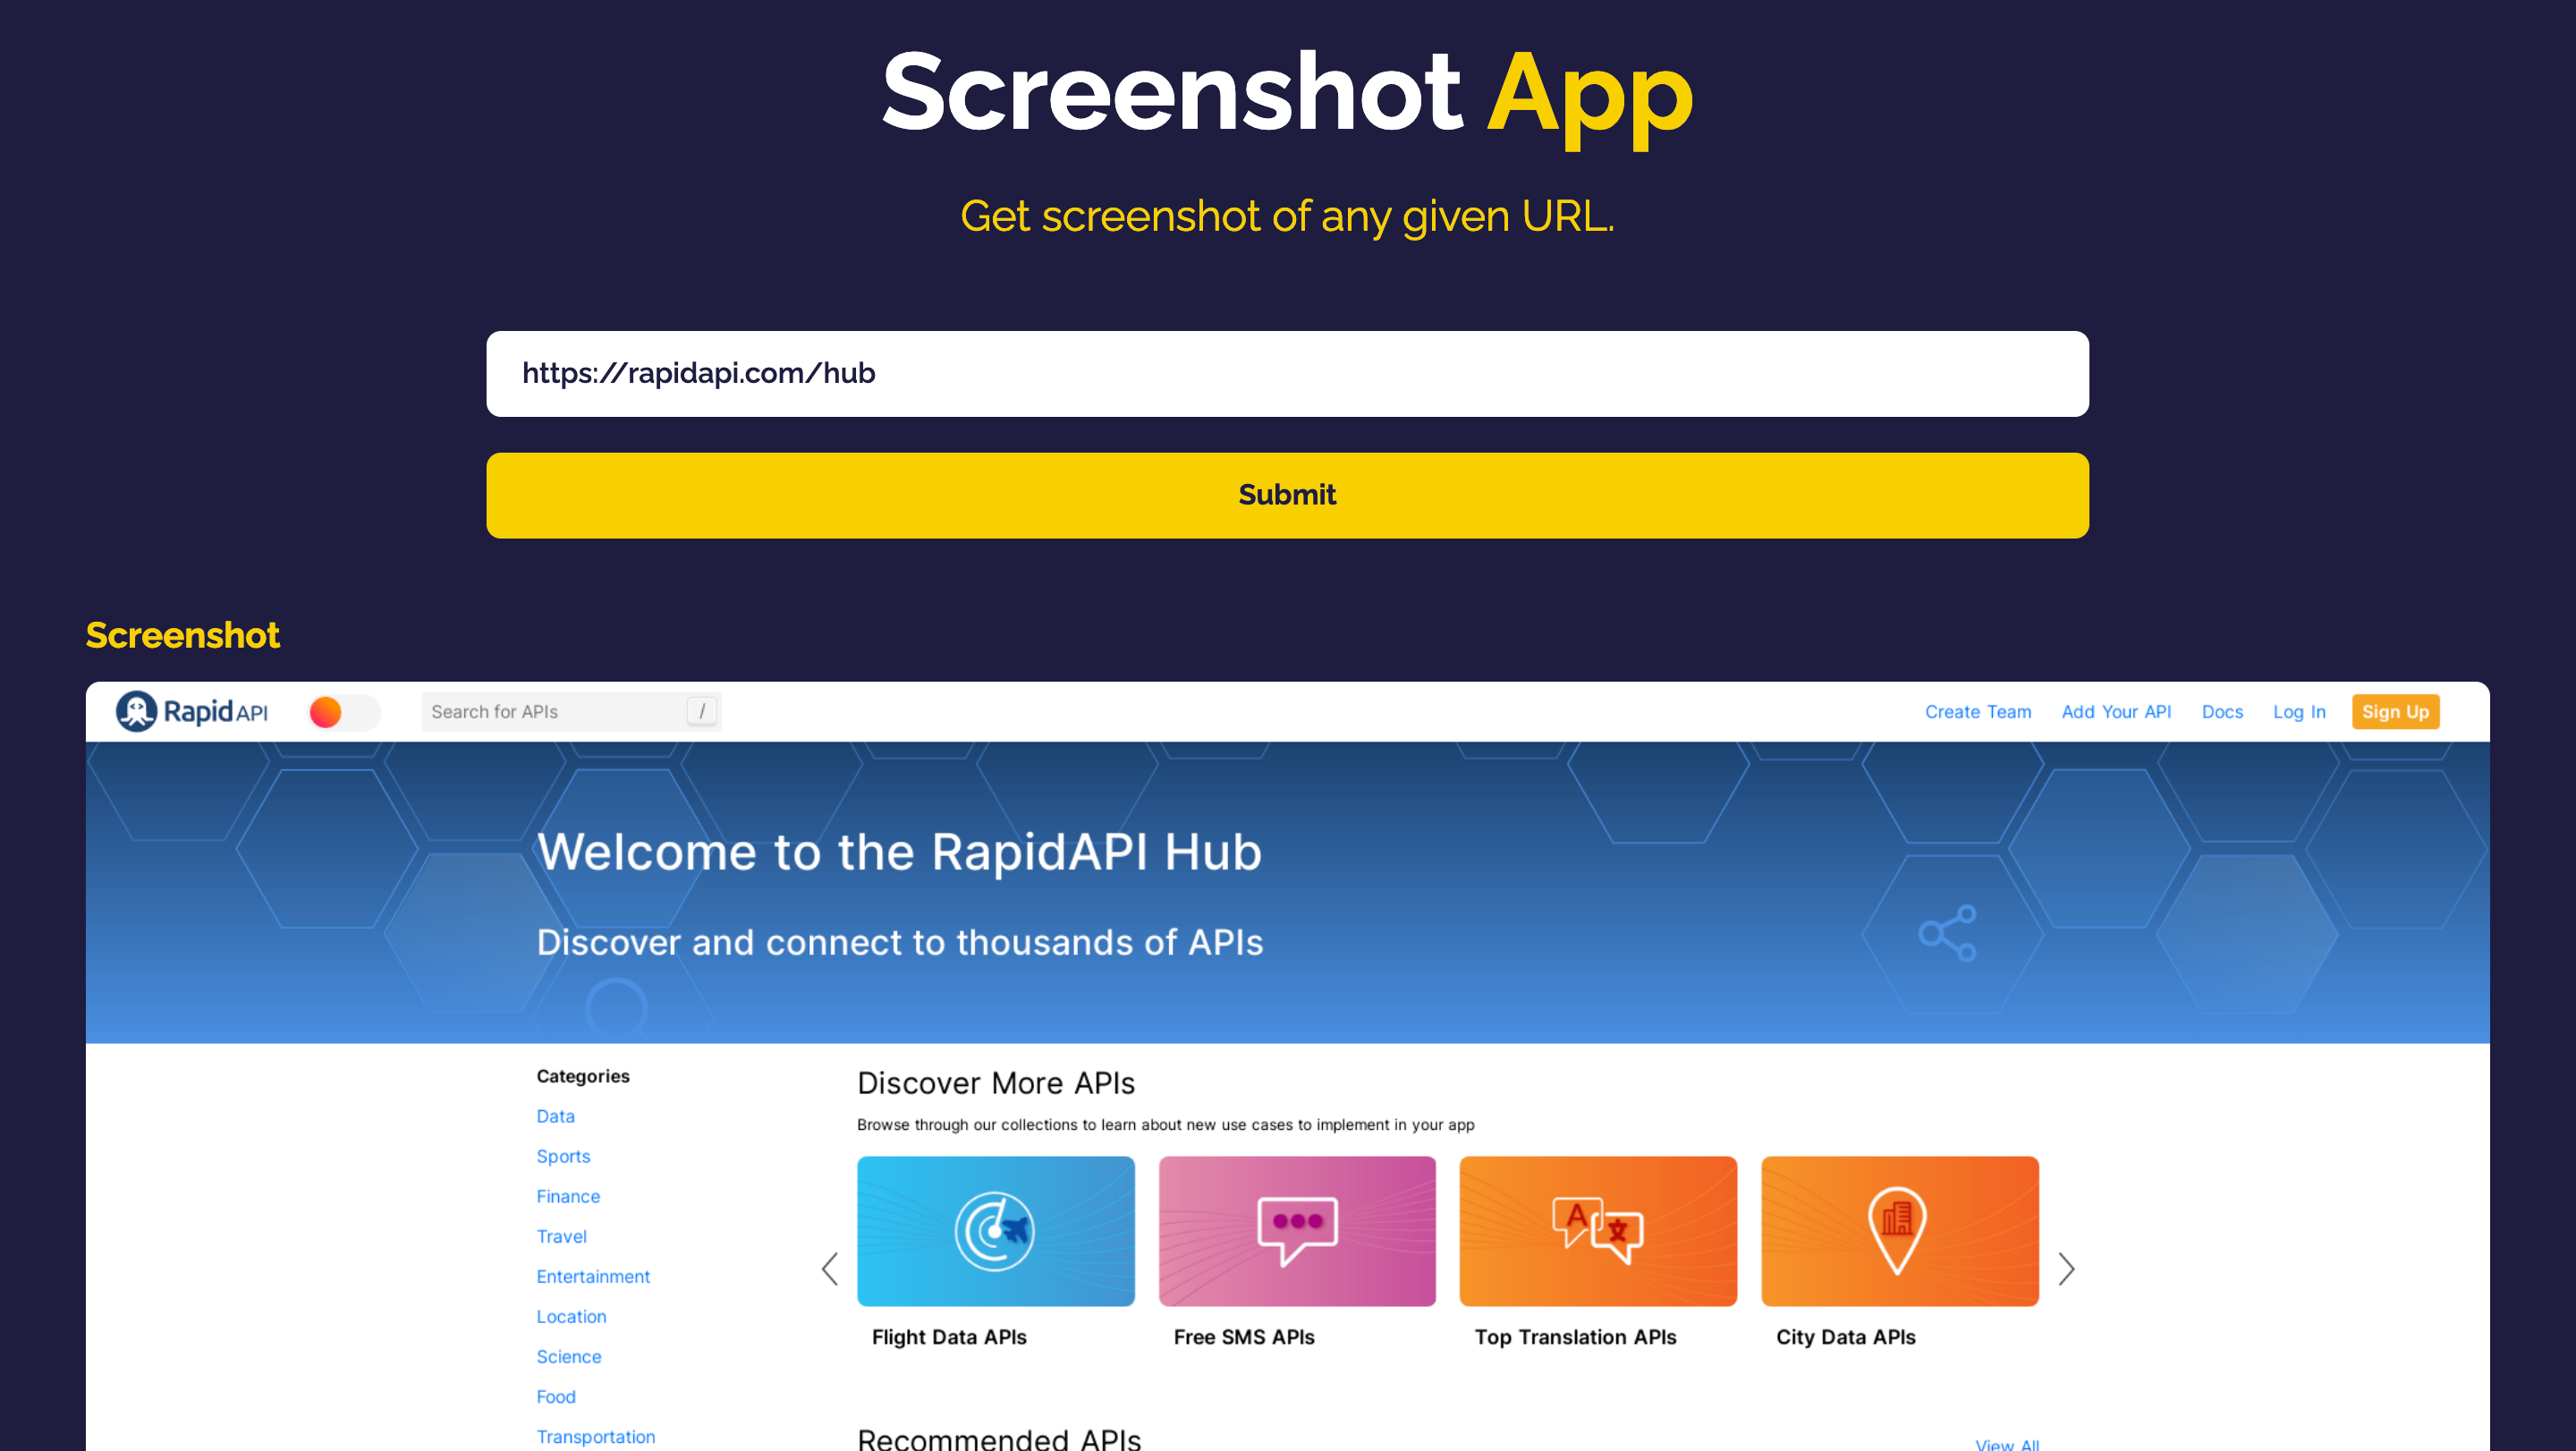 Screenshot App
Get screenshot of any given URL.
https://rapidapi.com/hub
Submit
Screenshot
RapidAPI
Search for APIs /
Create Team Add Your API Docs Log In Sign Up
Welcome to the RapidAPI Hub
Discover and connect to thousands of APIs
Categories
Data
Sports
Finance
Travel
Entertainment
Location
Science
Food
Transportation
Discover More APIs
Browse through our collections to learn about new use cases to implement in your app
A 文
Flight Data APIs
Free SMS APIs
Top Translation APIs
City Data APIs
Recommended APIs
View All